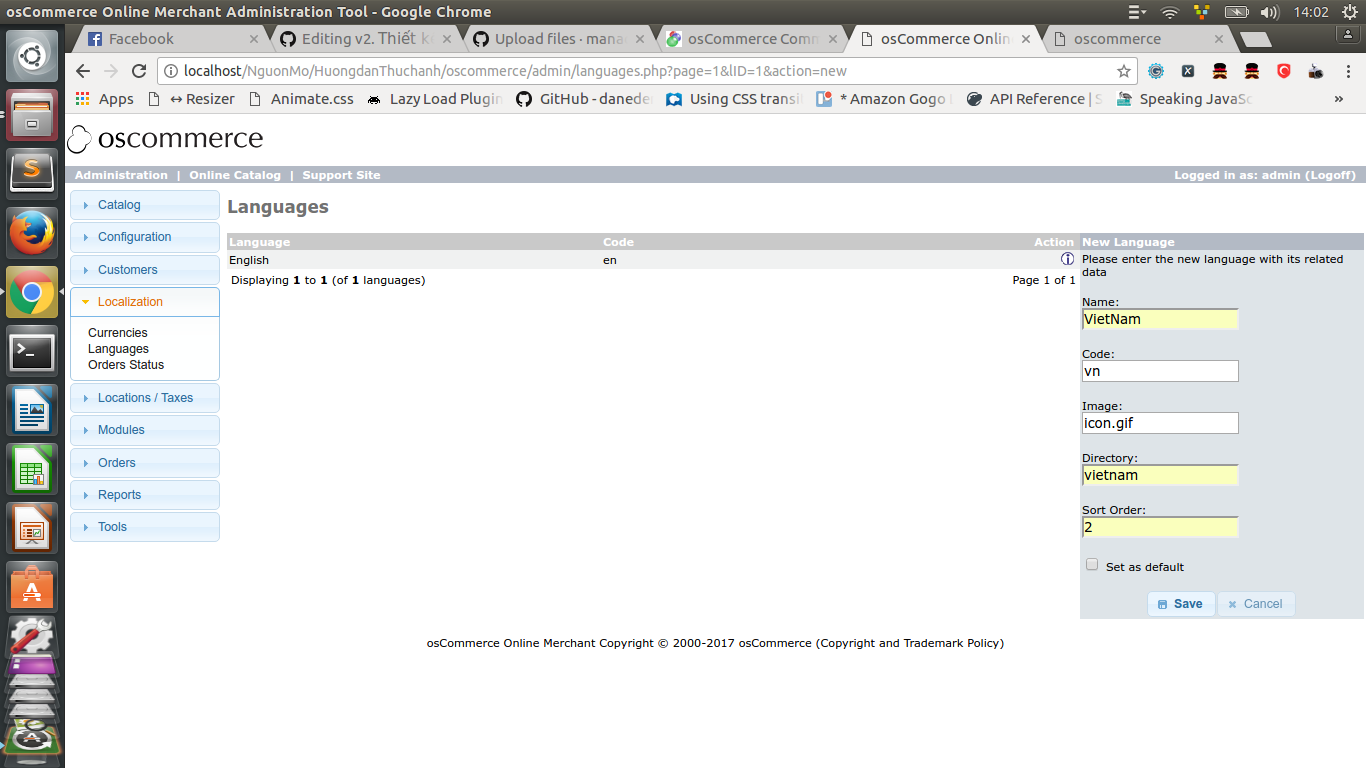 osCommerce Online Merchant Administration Tool - Google Chrome
14:02
Facebook
Editing v2. Thiết k
Upload files · mana
osCommerce Comm
osCommerce Onlin
oscommerce
localhost/NguonMo/HuongdanThuchanh/oscommerce/admin/languages.php?page=1&lID=1&action=new
Apps
↔ Resizer
Animate.css
Lazy Load Plugin
GitHub - daneden
Using CSS transit
* Amazon Gogo
API Reference | S
Speaking JavaSc
»
oscommerce
Administration | Online Catalog | Support Site
Logged in as: admin (Logoff)
Catalog
Configuration
Customers
Localization
Currencies
Languages
Orders Status
Locations / Taxes
Modules
Orders
Reports
Tools
Languages
Language Code Action
English en
Displaying 1 to 1 (of 1 languages) Page 1 of 1
New Language
Please enter the new language with its related
data
Name:
VietNam
Code:
vn
Image:
icon.gif
Directory:
vietnam
Sort Order:
2
Set as default
Save
Cancel
osCommerce Online Merchant Copyright © 2000-2017 osCommerce (Copyright and Trademark Policy)